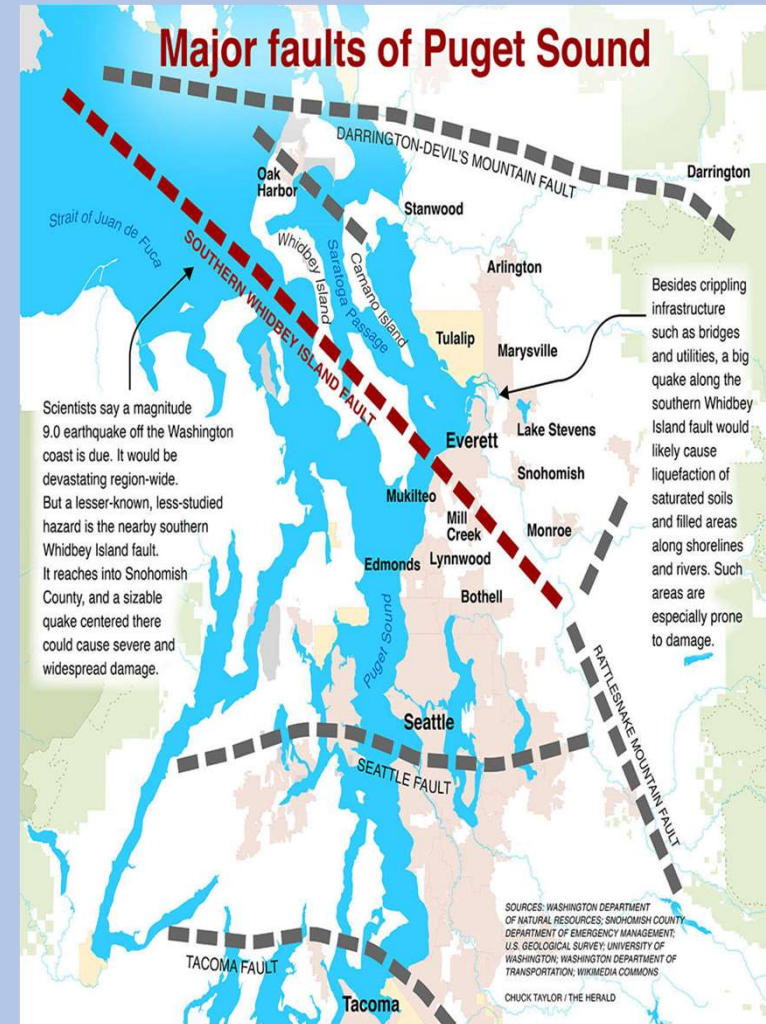 Major faults of Puget Sound
DARRINGTON-DEVIL'S MOUNTAIN FAULT
Darrington
Oak
Harbor
Stanwood
Strait of Juan de Fuca
SOUTHERN WHIDBEY ISLAND FAULT
Whidbey Island
Saratoga Passage
Camano Island
Arlington
Tulalip
Marysville
Besides crippling
infrastructure
such as bridges
and utilities, a big
quake along the
southern Whidbey
Island fault would
likely cause
liquefaction of
saturated soils
and filled areas
along shorelines
and rivers. Such
areas are
especially prone
to damage.
Scientists say a magnitude
9.0 earthquake off the Washington
coast is due. It would be
devastating region-wide.
But a lesser-known, less-studied
hazard is the nearby southern
Whidbey Island fault.
It reaches into Snohomish
County, and a sizable
quake centered there
could cause severe and
widespread damage.
Everett
Lake Stevens
Snohomish
Mukilteo
Mill
Creek
Monroe
Edmonds
Lynnwood
Bothell
Puget Sound
RATTLESNAKE MOUNTAIN FAULT
Seattle
SEATTLE FAULT
SOURCES: WASHINGTON DEPARTMENT
OF NATURAL RESOURCES; SNOHOMISH COUNTY
DEPARTMENT OF EMERGENCY MANAGEMENT;
U.S. GEOLOGICAL SURVEY; UNIVERSITY OF
WASHINGTON; WASHINGTON DEPARTMENT OF
TRANSPORTATION; WIKIMEDIA COMMONS
CHUCK TAYLOR / THE HERALD
TACOMA FAULT
Tacoma